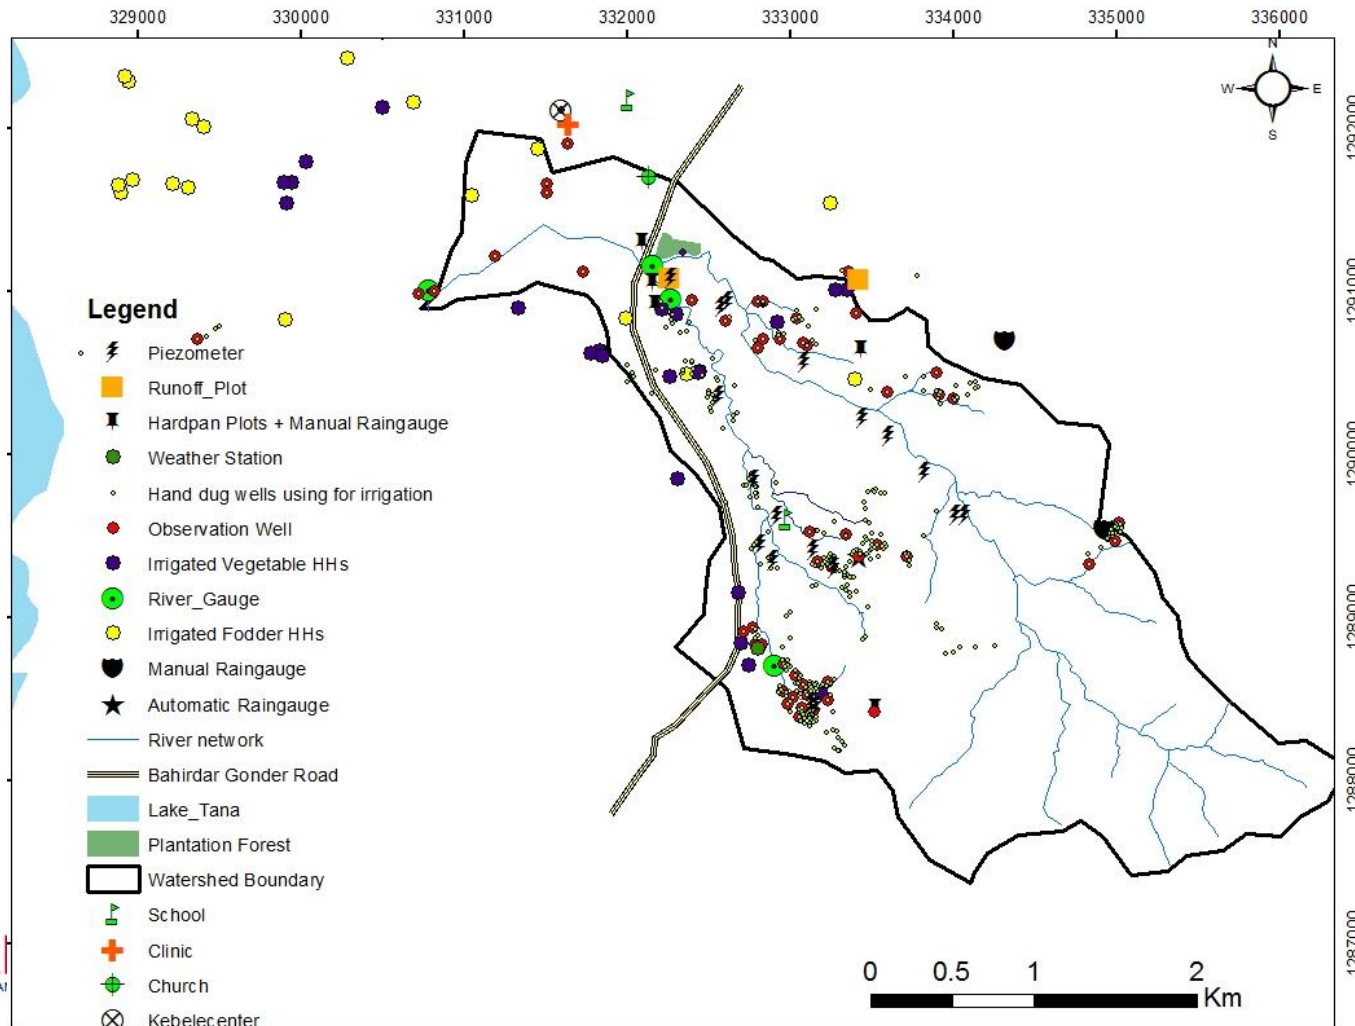 329000 330000 331000 332000 333000 334000 335000 336000
N
W E
S
1292000
1291000
1290000
1289000
1288000
1287000
Legend
Piezometer
Runoff_Plot
Hardpan Plots + Manual Raingauge
Weather Station
Hand dug wells using for irrigation
Observation Well
Irrigated Vegetable HHs
River_Gauge
Irrigated Fodder HHs
Manual Raingauge
Automatic Raingauge
River network
Bahirdar Gonder Road
Lake_Tana
Plantation Forest
Watershed Boundary
School
Clinic
Church
Kebelecenter
0 0.5 1 2
Km